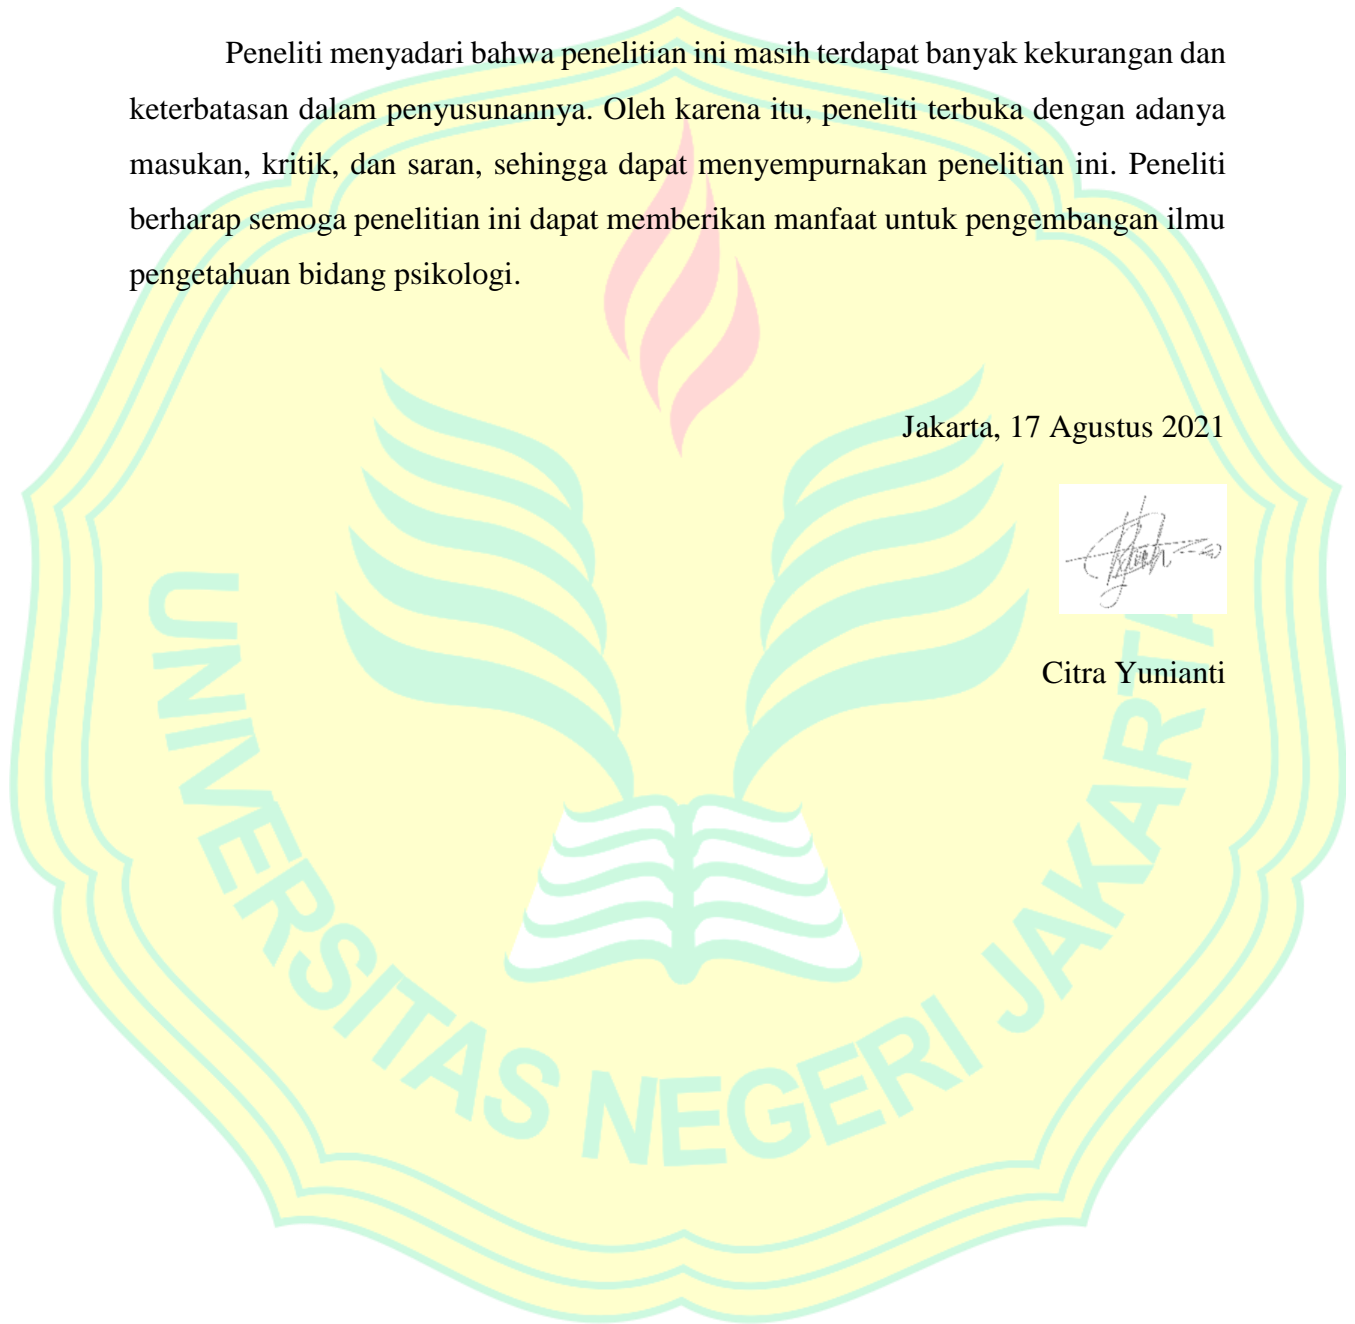 Peneliti menyadari bahwa penelitian ini masih terdapat banyak kekurangan dan
keterbatasan dalam penyusunannya. Oleh karena itu, peneliti terbuka dengan adanya
masukan, kritik, dan saran, sehingga dapat menyempurnakan penelitian ini. Peneliti
berharap semoga penelitian ini dapat memberikan manfaat untuk pengembangan ilmu
pengetahuan bidang psikologi.
Jakarta, 17 Agustus 2021
Citra Yunianti
UNIVERSITAS NEGERI JAKARTA